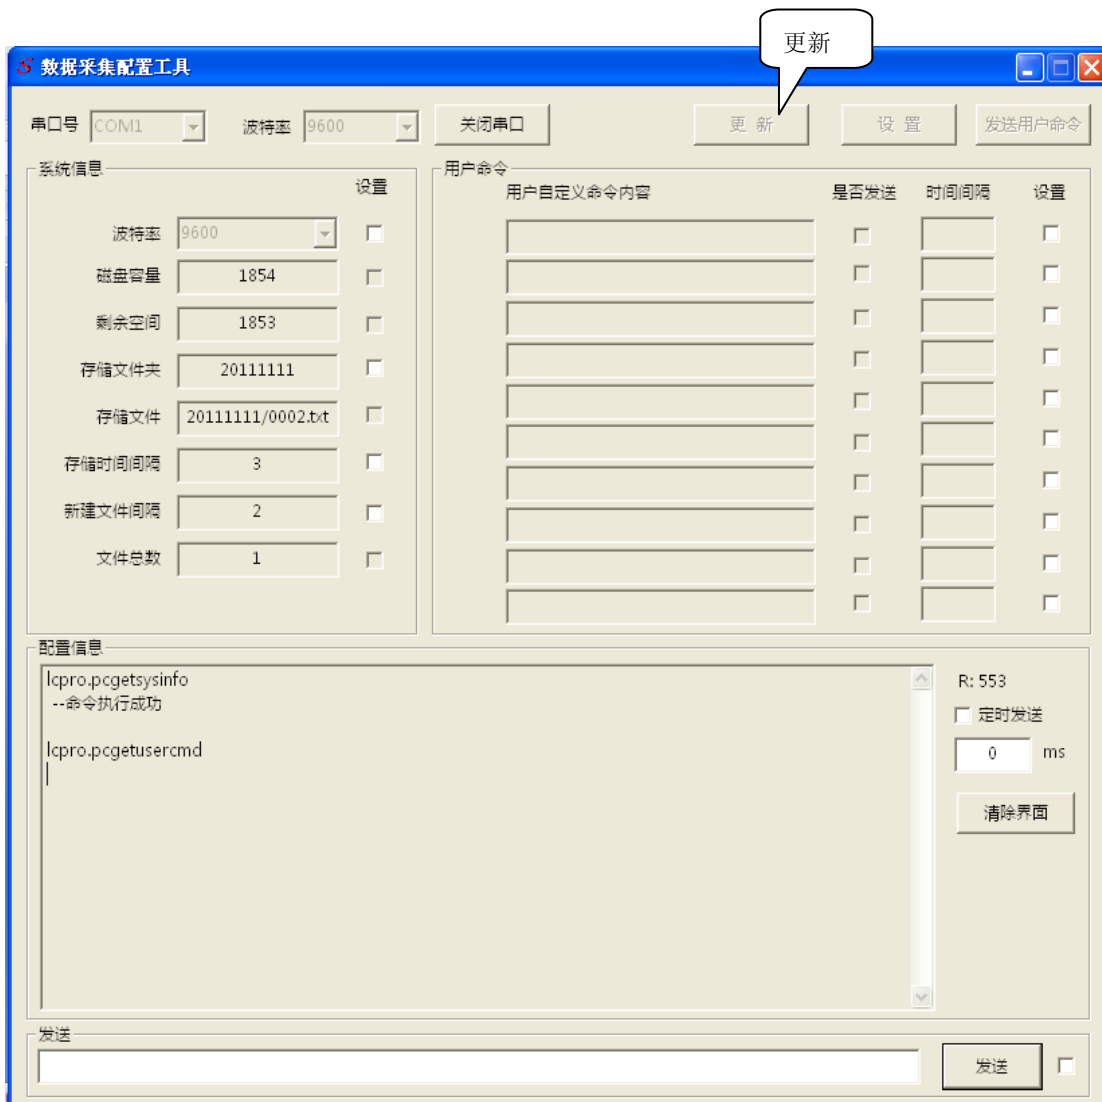 更新
S 数据采集配置工具
串口号 COM1 波特率 9600 关闭串口 更 新 设 置 发送用户命令
系统信息 用户命令
设置 用户自定义命令内容 是否发送 时间间隔 设置
波特率 9600
磁盘容量 1854
剩余空间 1853
存储文件夹 20111111
存储文件 20111111/0002.txt
存储时间间隔 3
新建文件间隔 2
文件总数 1
配置信息
lcpro.pcgetsysinfo R: 553
--命令执行成功 定时发送
lcpro.pcgetusercmd 0 ms
清除界面
发送
发送